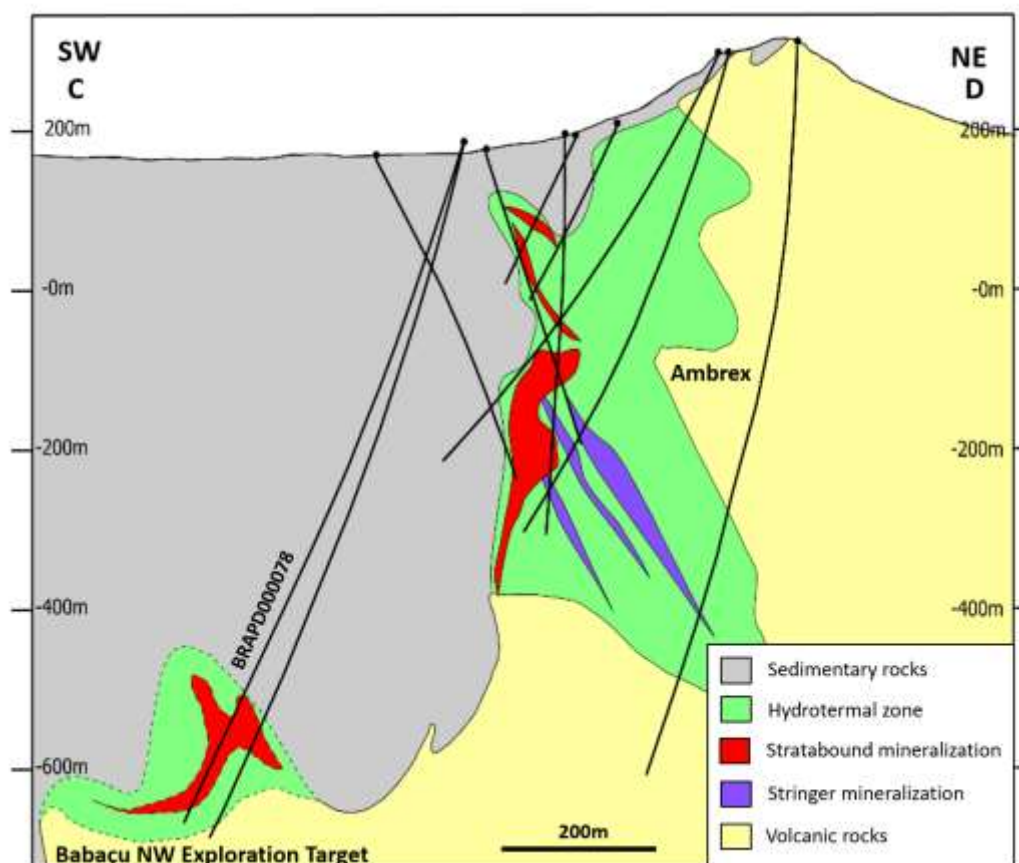 SW
C
NE
D
200m
200m
-0m
-0m
Ambrex
-200m
-200m
BRAPD000078
-400m
-400m
-600m
Sedimentary rocks
Hydrotermal zone
Stratabound mineralization
Stringer mineralization
Volcanic rocks
200m
Babaçu NW Exploration Target